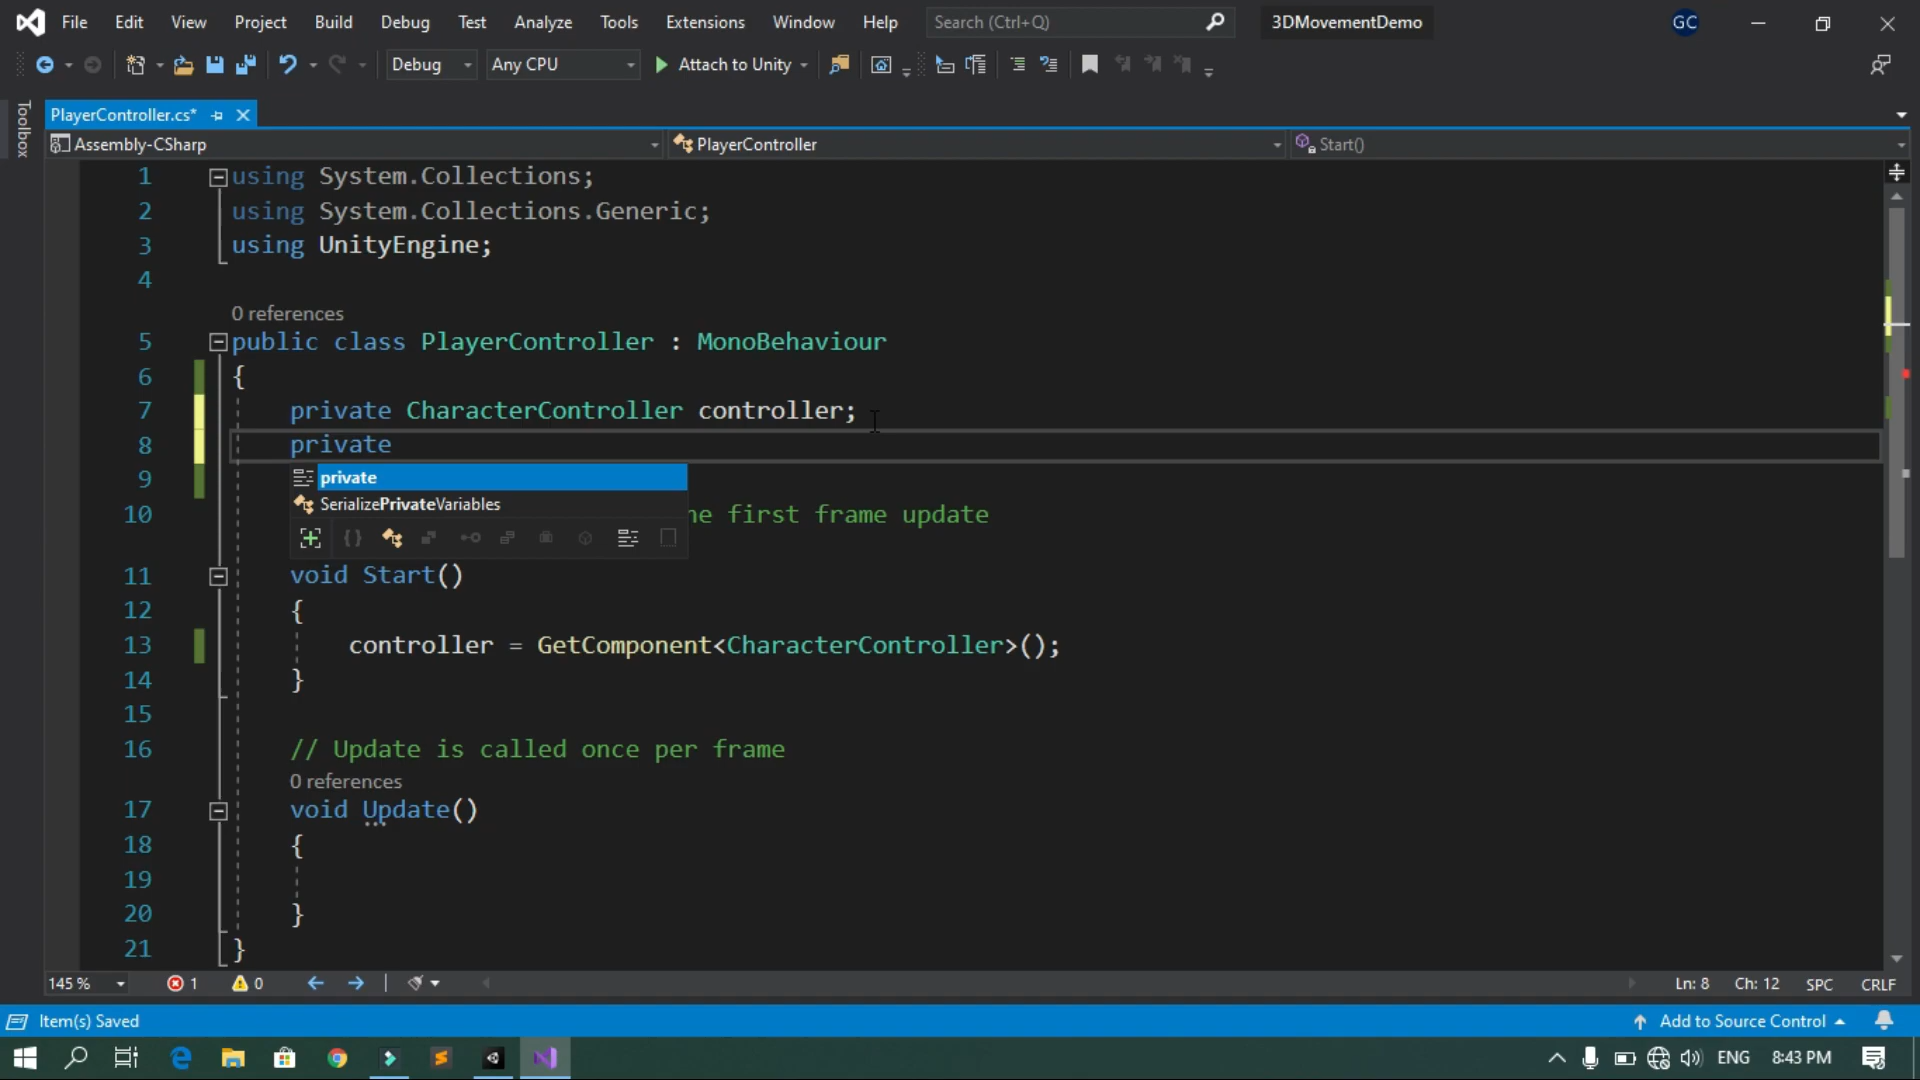 File Edit View Project Build Debug Test Analyze Tools Extensions Window Help Search (Ctrl+Q) 3DMovementDemo GC
Debug Any CPU Attach to Unity
Toolbox
PlayerController.cs*
Assembly-CSharp PlayerController Start()
1 using System.Collections;
2 using System.Collections.Generic;
3 using UnityEngine;
4
0 references
5 public class PlayerController : MonoBehaviour
6 {
7 private CharacterController controller;
8 private
9 private
SerializePrivateVariables
10 he first frame update
11 void Start()
12 {
13 controller = GetComponent<CharacterController>();
14 }
15
16 // Update is called once per frame
0 references
17 void Update()
18 {
19
20 }
21 }
145 % 1 0 Ln: 8 Ch: 12 SPC CRLF
Item(s) Saved Add to Source Control
ENG 8:43 PM